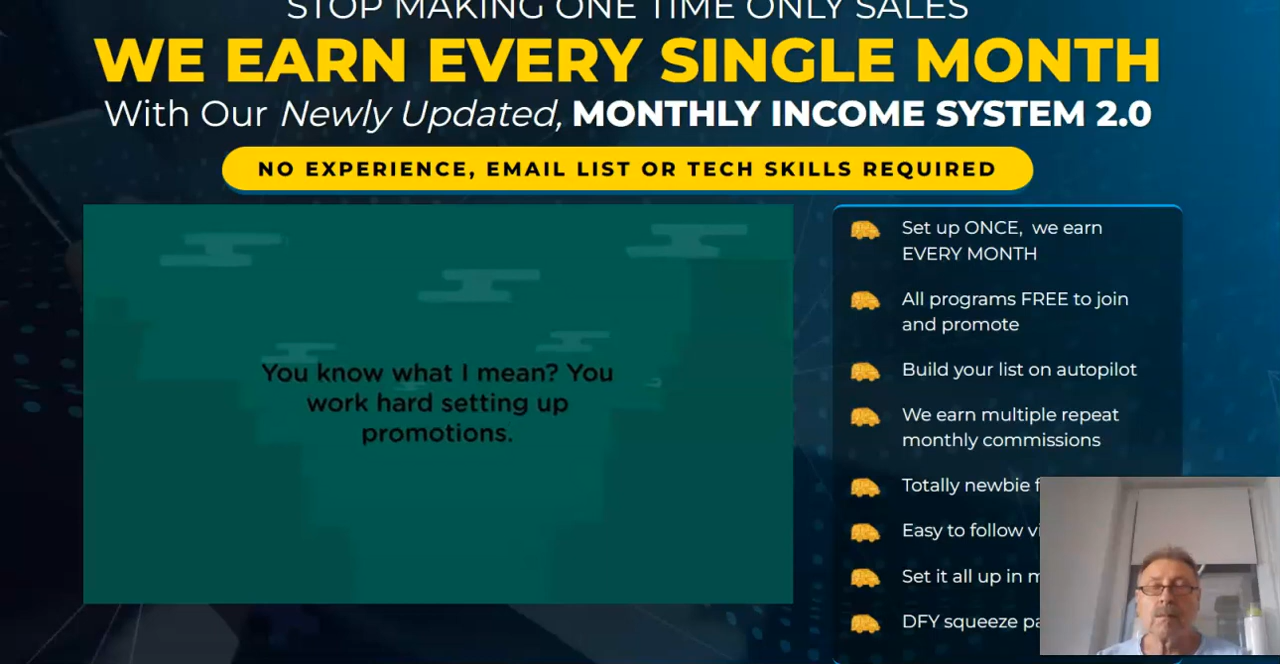 STOP MAKING ONE TIME ONLY SALES
WE EARN EVERY SINGLE MONTH
With Our Newly Updated, MONTHLY INCOME SYSTEM 2.0
NO EXPERIENCE, EMAIL LIST OR TECH SKILLS REQUIRED
You know what I mean? You
work hard setting up
promotions.
Set up ONCE, we earn
EVERY MONTH
All programs FREE to join
and promote
Build your list on autopilot
We earn multiple repeat
monthly commissions
Totally newbie
Easy to follow
Set it all up in
DFY squeeze